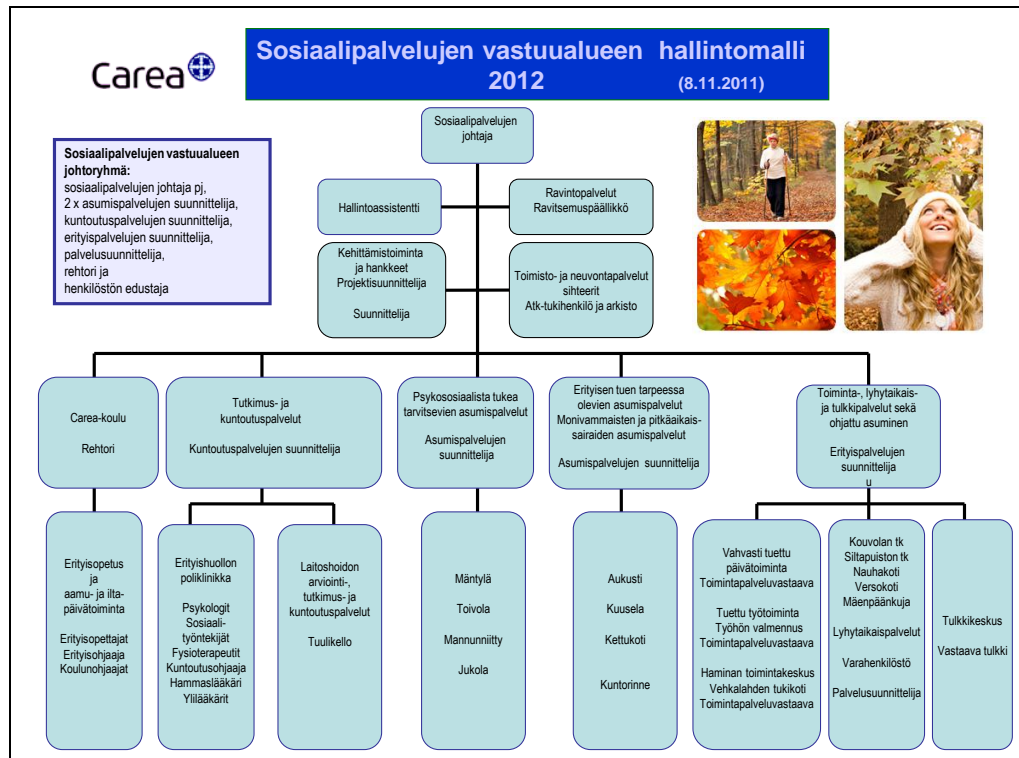 Carea
Sosiaalipalvelujen vastuualueen hallintomalli
2012 (8.11.2011)
Sosiaalipalvelujen vastuualueen
johtoryhmä:
sosiaalipalvelujen johtaja pj,
2 x asumispalvelujen suunnittelija,
kuntoutuspalvelujen suunnittelija,
erityispalvelujen suunnittelija,
palvelusuunnittelija,
rehtori ja
henkilöstön edustaja
Sosiaalipalvelujen
johtaja
Hallintoassistentti
Ravintopalvelut
Ravitsemuspäällikkö
Kehittämistoiminta
ja hankkeet
Projektisuunnittelija
Suunnittelija
Toimisto- ja neuvontapalvelut
sihteerit
Atk-tukihenkilö ja arkisto
Carea-koulu
Rehtori
Tutkimus- ja
kuntoutuspalvelut
Kuntoutuspalvelujen suunnittelija
Psykososiaalista tukea
tarvitsevien asumispalvelut
Asumispalvelujen
suunnittelija
Erityisen tuen tarpeessa
olevien asumispalvelut
Monivammaisten ja pitkäaikais-
sairaiden asumispalvelut
Asumispalvelujen suunnittelija
Toiminta-, lyhytaikais-
ja tulkkipalvelut sekä
ohjattu asuminen
Erityispalvelujen
suunnittelija
u
Erityisopetus
ja
aamu- ja ilta-
päivätoiminta
Erityisopettajat
Erityisohjaaja
Koulunohjaajat
Erityishuollon
poliklinikka
Psykologit
Sosiaali-
työntekijät
Fysioterapeutit
Kuntoutusohjaaja
Hammaslääkäri
Ylilääkärit
Laitoshoidon
arviointi-,
tutkimus- ja
kuntoutuspalvelut
Tuulikello
Mäntylä
Toivola
Mannunniitty
Jukola
Aukusti
Kuusela
Kettukoti
Kuntorinne
Vahvasti tuettu
päivätoiminta
Toimintapalveluvastaava
Tuettu työtoiminta
Työhön valmennus
Toimintapalveluvastaava
Haminan toimintakeskus
Vehkalahden tukikoti
Toimintapalveluvastaava
Kouvolan tk
Siltapuiston tk
Nauhakoti
Versokoti
Mäenpäänkuja
Lyhytaikaispalvelut
Varahenkilöstö
Palvelusuunnittelija
Tulkkikeskus
Vastaava tulkki